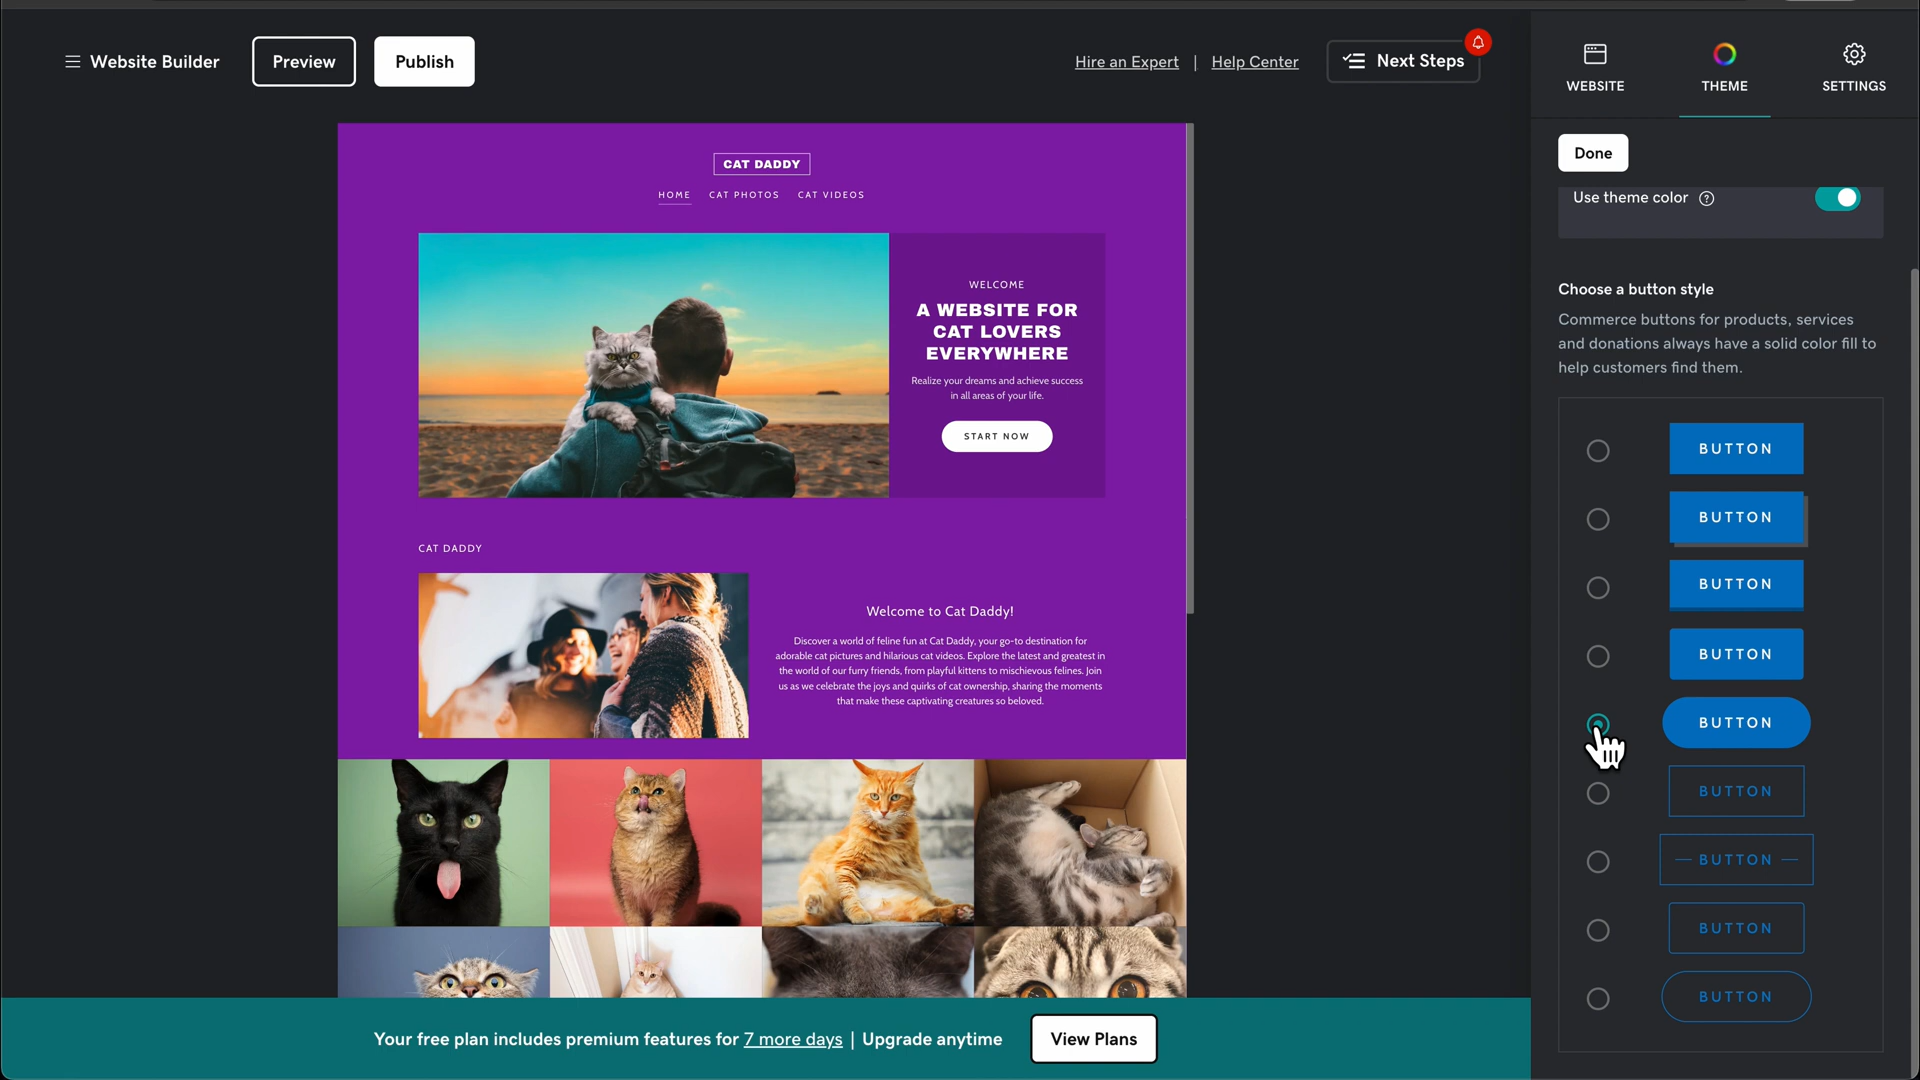 Website Builder
Preview
Publish
Hire an Expert | Help Center
Next Steps
WEBSITE
THEME
SETTINGS
Done
Use theme color ?
Choose a button style
Commerce buttons for products, services
and donations always have a solid color fill to
help customers find them.
BUTTON
BUTTON
BUTTON
BUTTON
BUTTON
BUTTON
— BUTTON —
BUTTON
BUTTON
CAT DADDY
HOME CAT PHOTOS CAT VIDEOS
WELCOME
A WEBSITE FOR
CAT LOVERS
EVERYWHERE
Realize your dreams and achieve success
in all areas of your life.
START NOW
CAT DADDY
Welcome to Cat Daddy!
Discover a world of feline fun at Cat Daddy, your go-to destination for
adorable cat pictures and hilarious cat videos. Explore the latest and greatest in
the world of our furry friends, from playful kittens to mischievous felines. Join
us as we celebrate the joys and quirks of cat ownership, sharing the moments
that make these captivating creatures so beloved.
Your free plan includes premium features for 7 more days | Upgrade anytime
View Plans